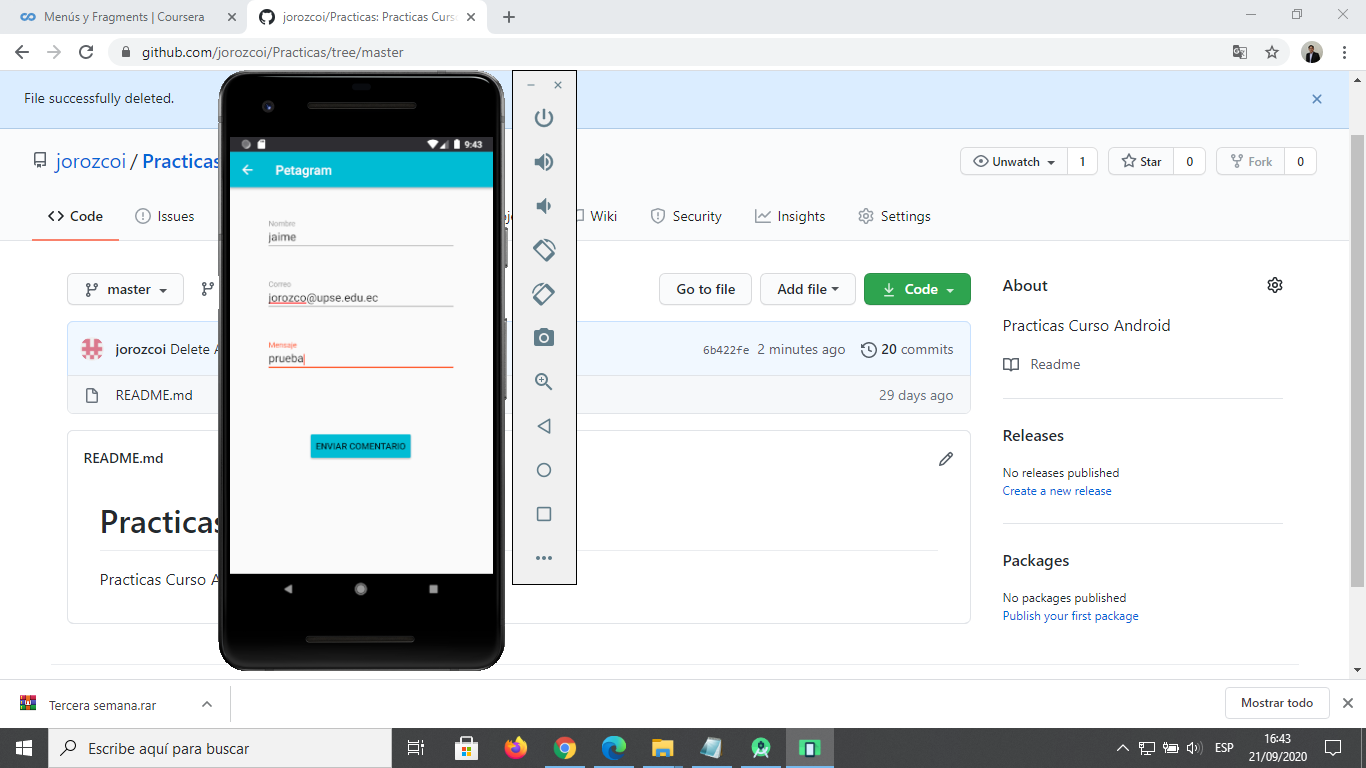 Menús y Fragments | Coursera
jorozcoi/Practicas: Practicas Curs
github.com/jorozcoi/Practicas/tree/master
File successfully deleted.
jorozcoi / Practicas
Unwatch 1
Star 0
Fork 0
Code
Issues
Wiki
Security
Insights
Settings
master
Go to file
Add file
Code
jorozcoi Delete
6b422fe 2 minutes ago 20 commits
README.md
29 days ago
README.md
Practicas
Practicas Curso A
About
Practicas Curso Android
Readme
Releases
No releases published
Create a new release
Packages
No packages published
Publish your first package
9:43
Petagram
Nombre
jaime
Correo
jorozco@upse.edu.ec
Mensaje
prueba
ENVIAR COMENTARIO
Tercera semana.rar
Mostrar todo
Escribe aquí para buscar
ESP
16:43
21/09/2020